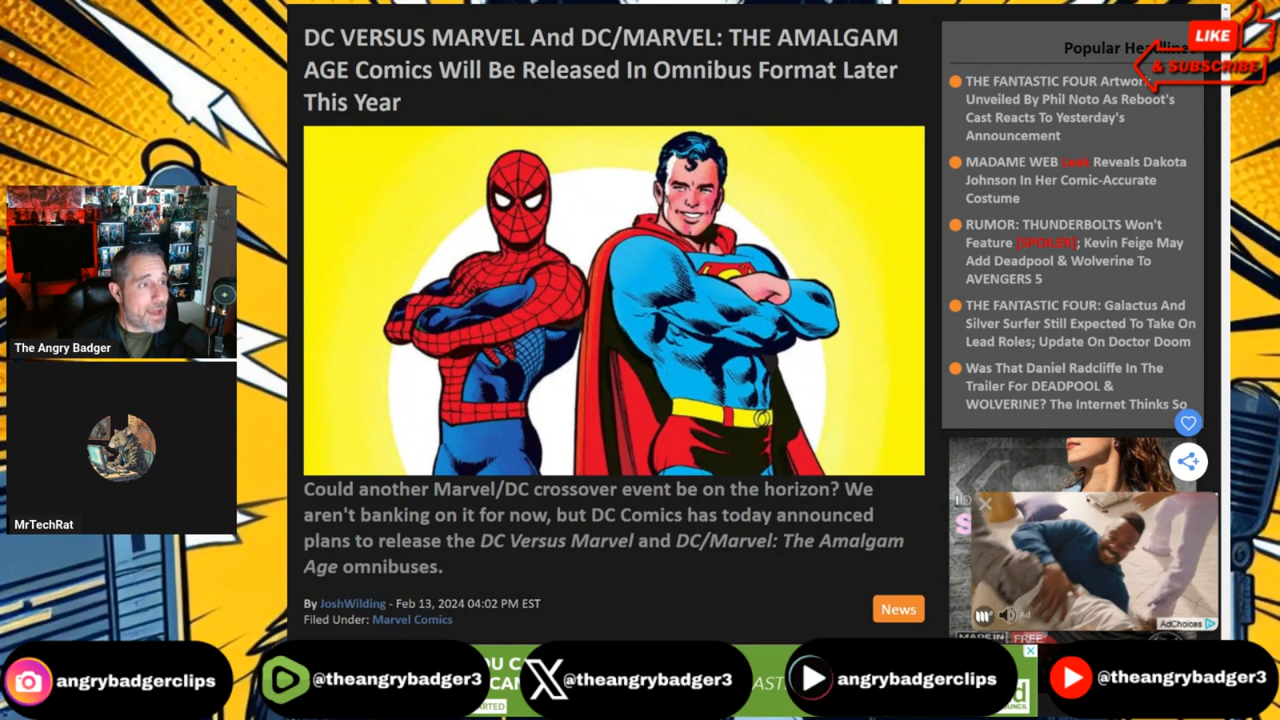 DC VERSUS MARVEL And DC/MARVEL: THE AMALGAM
AGE Comics Will Be Released In Omnibus Format Later
This Year
Could another Marvel/DC crossover event be on the horizon? We
aren't banking on it for now, but DC Comics has today announced
plans to release the DC Versus Marvel and DC/Marvel: The Amalgam
Age omnibuses.
By JoshWilding - Feb 13, 2024 04:02 PM EST
Filed Under: Marvel Comics
News
Popular
LIKE
& SUBSCRIBE
THE FANTASTIC FOUR
Unveiled By Phil Noto As Reboot's
Cast Reacts To Yesterday's
Announcement
MADAME WEB Leak Reveals Dakota
Johnson In Her Comic-Accurate
Costume
RUMOR: THUNDERBOLTS Won't
Feature [SPOILER]; Kevin Feige May
Add Deadpool & Wolverine To
AVENGERS 5
THE FANTASTIC FOUR: Galactus And
Silver Surfer Still Expected To Take On
Lead Roles; Update On Doctor Doom
Was That Daniel Radcliffe In The
Trailer For DEADPOOL &
WOLVERINE? The Internet Thinks So
Ad
AdChoices
MADE IN FREE
The Angry Badger
MrTechRat
angrybadgerclips
@theangrybadger3
@theangrybadger3
angrybadgerclips
@theangrybadger3